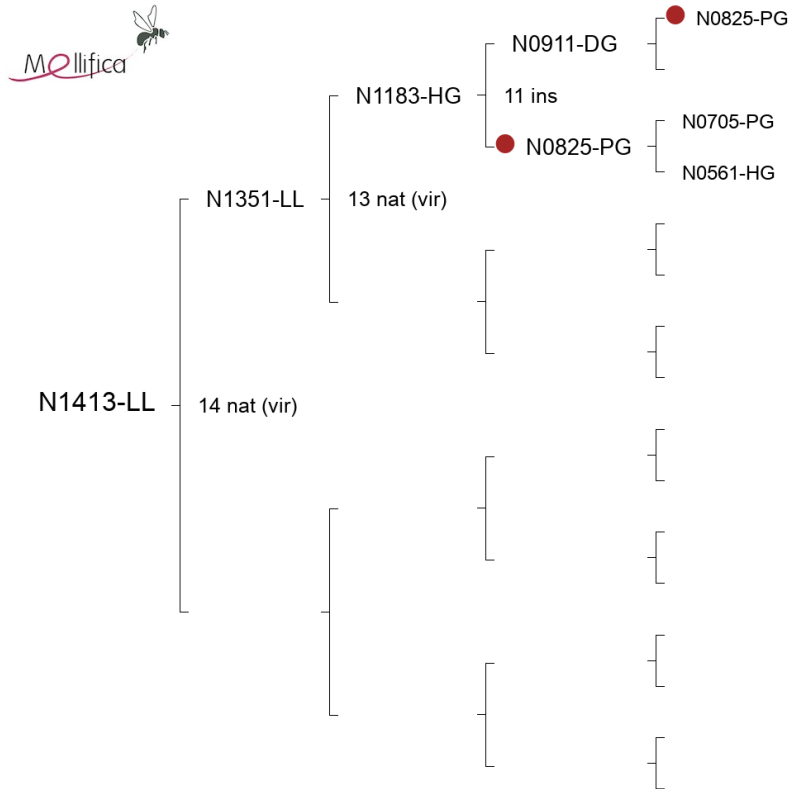 Mellifica
N0825-PG
N0911-DG
N1183-HG
11 ins
N0705-PG
N0825-PG
N0561-HG
N1351-LL
13 nat (vir)
N1413-LL
14 nat (vir)